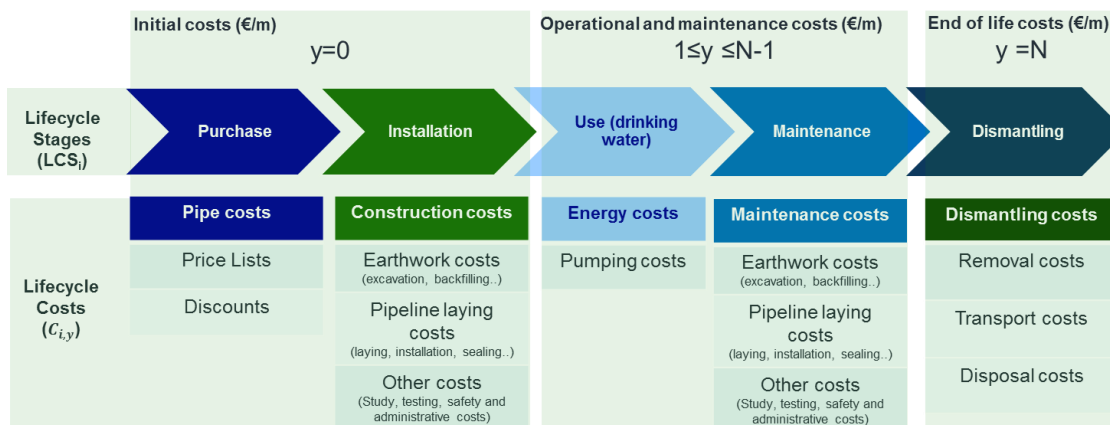 Initial costs (€/m)
y=0
Operational and maintenance costs (€/m)
1≤y ≤N-1
End of life costs (€/m)
y =N
Lifecycle
Stages
(LCSi)
Purchase
Installation
Use (drinking
water)
Maintenance
Dismantling
Lifecycle
Costs
(Ci,y)
Pipe costs
Price Lists
Discounts
Construction costs
Earthwork costs
(excavation, backfilling..)
Pipeline laying
costs
(laying, installation, sealing..)
Other costs
(Study, testing, safety and
administrative costs)
Energy costs
Pumping costs
Maintenance costs
Earthwork costs
(excavation, backfilling..)
Pipeline laying
costs
(laying, installation, sealing..)
Other costs
(Study, testing, safety and
administrative costs)
Dismantling costs
Removal costs
Transport costs
Disposal costs